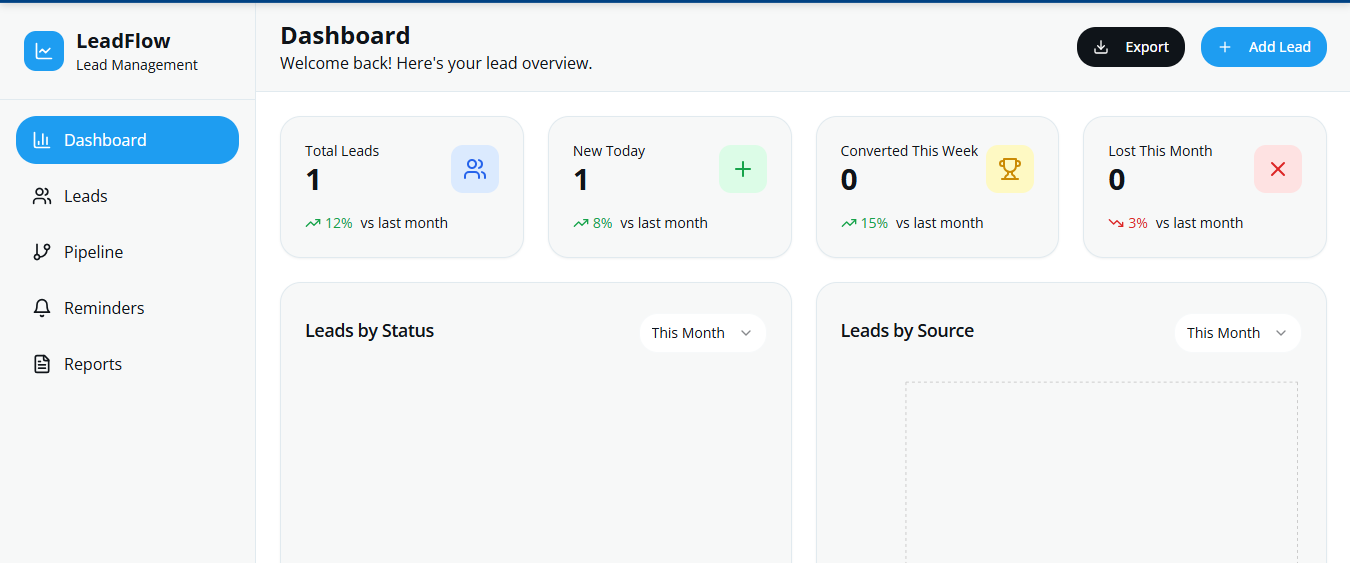 LeadFlow
Lead Management
Dashboard
Leads
Pipeline
Reminders
Reports
Dashboard
Welcome back! Here's your lead overview.
Export
Add Lead
Total Leads
1
12% vs last month
New Today
1
8% vs last month
Converted This Week
0
15% vs last month
Lost This Month
0
3% vs last month
Leads by Status
This Month
Leads by Source
This Month